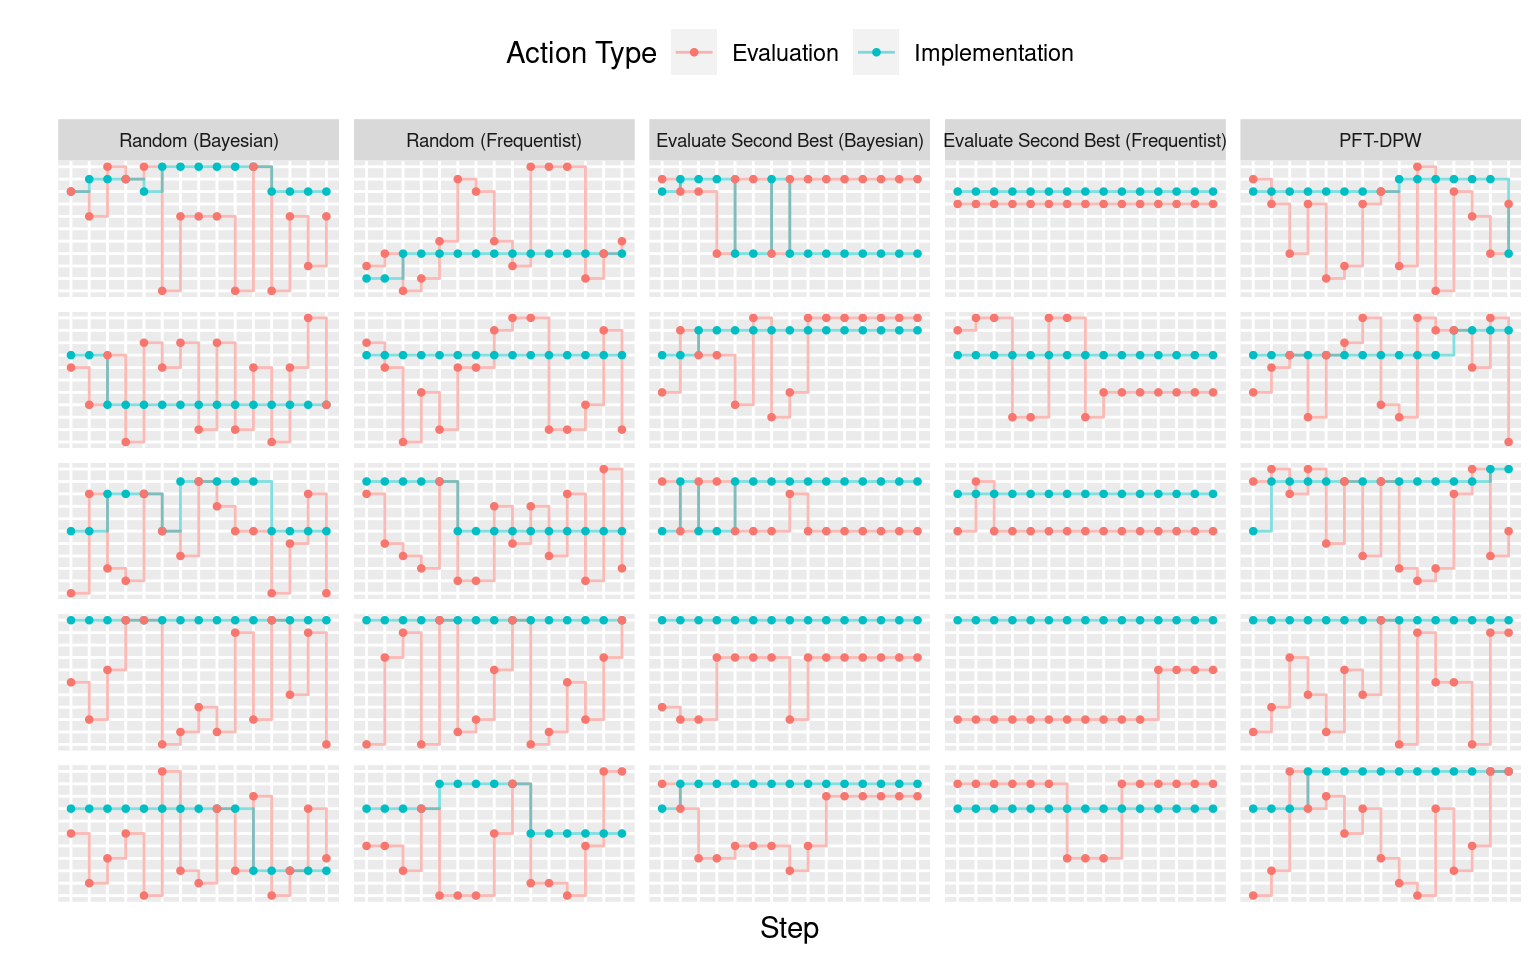 Action Type Evaluation Implementation
Random (Bayesian) Random (Frequentist) Evaluate Second Best (Bayesian) Evaluate Second Best (Frequentist) PFT-DPW
Step